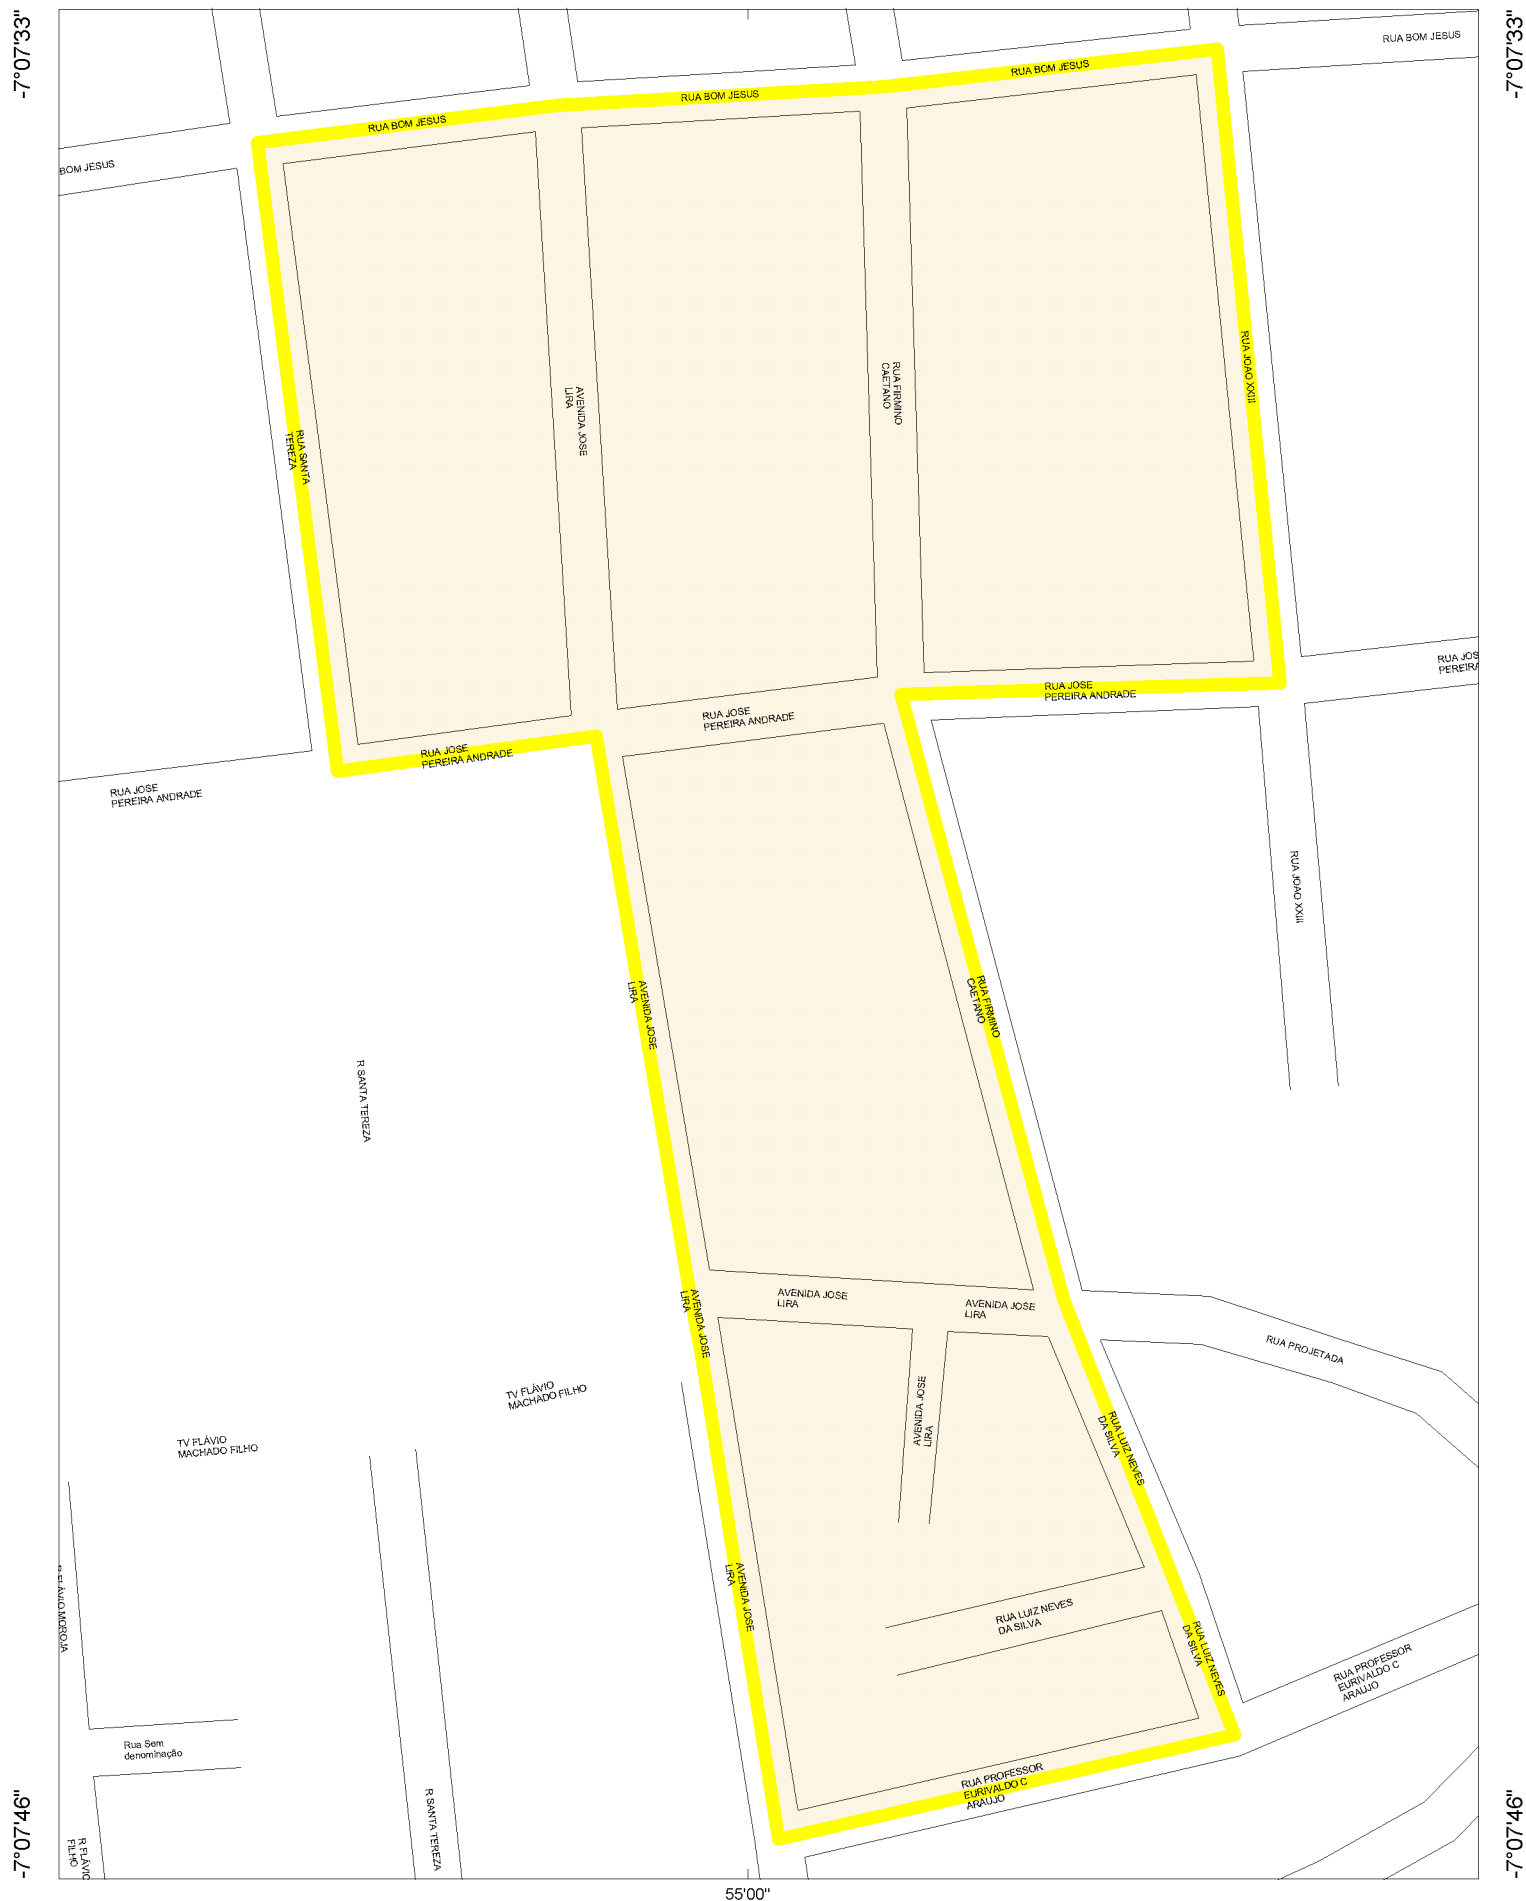 -7°07'33"
-7°07'33"
RUA BOM JESUS
RUA BOM JESUS
RUA BOM JESUS
RUA BOM JESUS
BOM JESUS
RUA JOAO XXIII
RUA FIRMINO
CAETANO
AVENIDA JOSE
LIRA
RUA SANTA
TEREZA
RUA JOS
PEREIRA
RUA JOSE
PEREIRA ANDRADE
RUA JOSE
PEREIRA ANDRADE
RUA JOSE
PEREIRA ANDRADE
RUA JOSE
PEREIRA ANDRADE
RUA JOAO XXIII
AVENIDA JOSE
LIRA
RUA FIRMINO
CAETANO
R SANTA TEREZA
AVENIDA JOSE
LIRA
AVENIDA JOSE
LIRA
AVENIDA JOSE
LIRA
RUA PROJETADA
TV FLÁVIO
MACHADO FILHO
AVENIDA JOSE
LIRA
RUA LUIZ NEVES
DA SILVA
TV FLÁVIO
MACHADO FILHO
R FLÁVIO MOROJA
AVENIDA JOSE
LIRA
RUA LUIZ NEVES
DA SILVA
RUA LUIZ NEVES
DA SILVA
RUA PROFESSOR
EURIVALDO C
ARAUJO
Rua Sem
denominação
RUA PROFESSOR
EURIVALDO C
ARAUJO
R SANTA TEREZA
R FLÁVIO
FILHO
-7°07'46"
-7°07'46"
55'00"